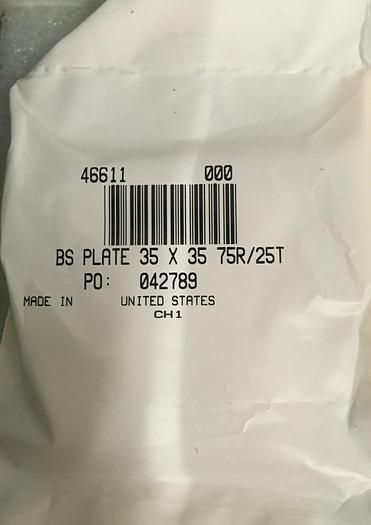 46611 000
BS PLATE 35 X 35 75R/25T
PO: 042789
MADE IN UNITED STATES
CH1